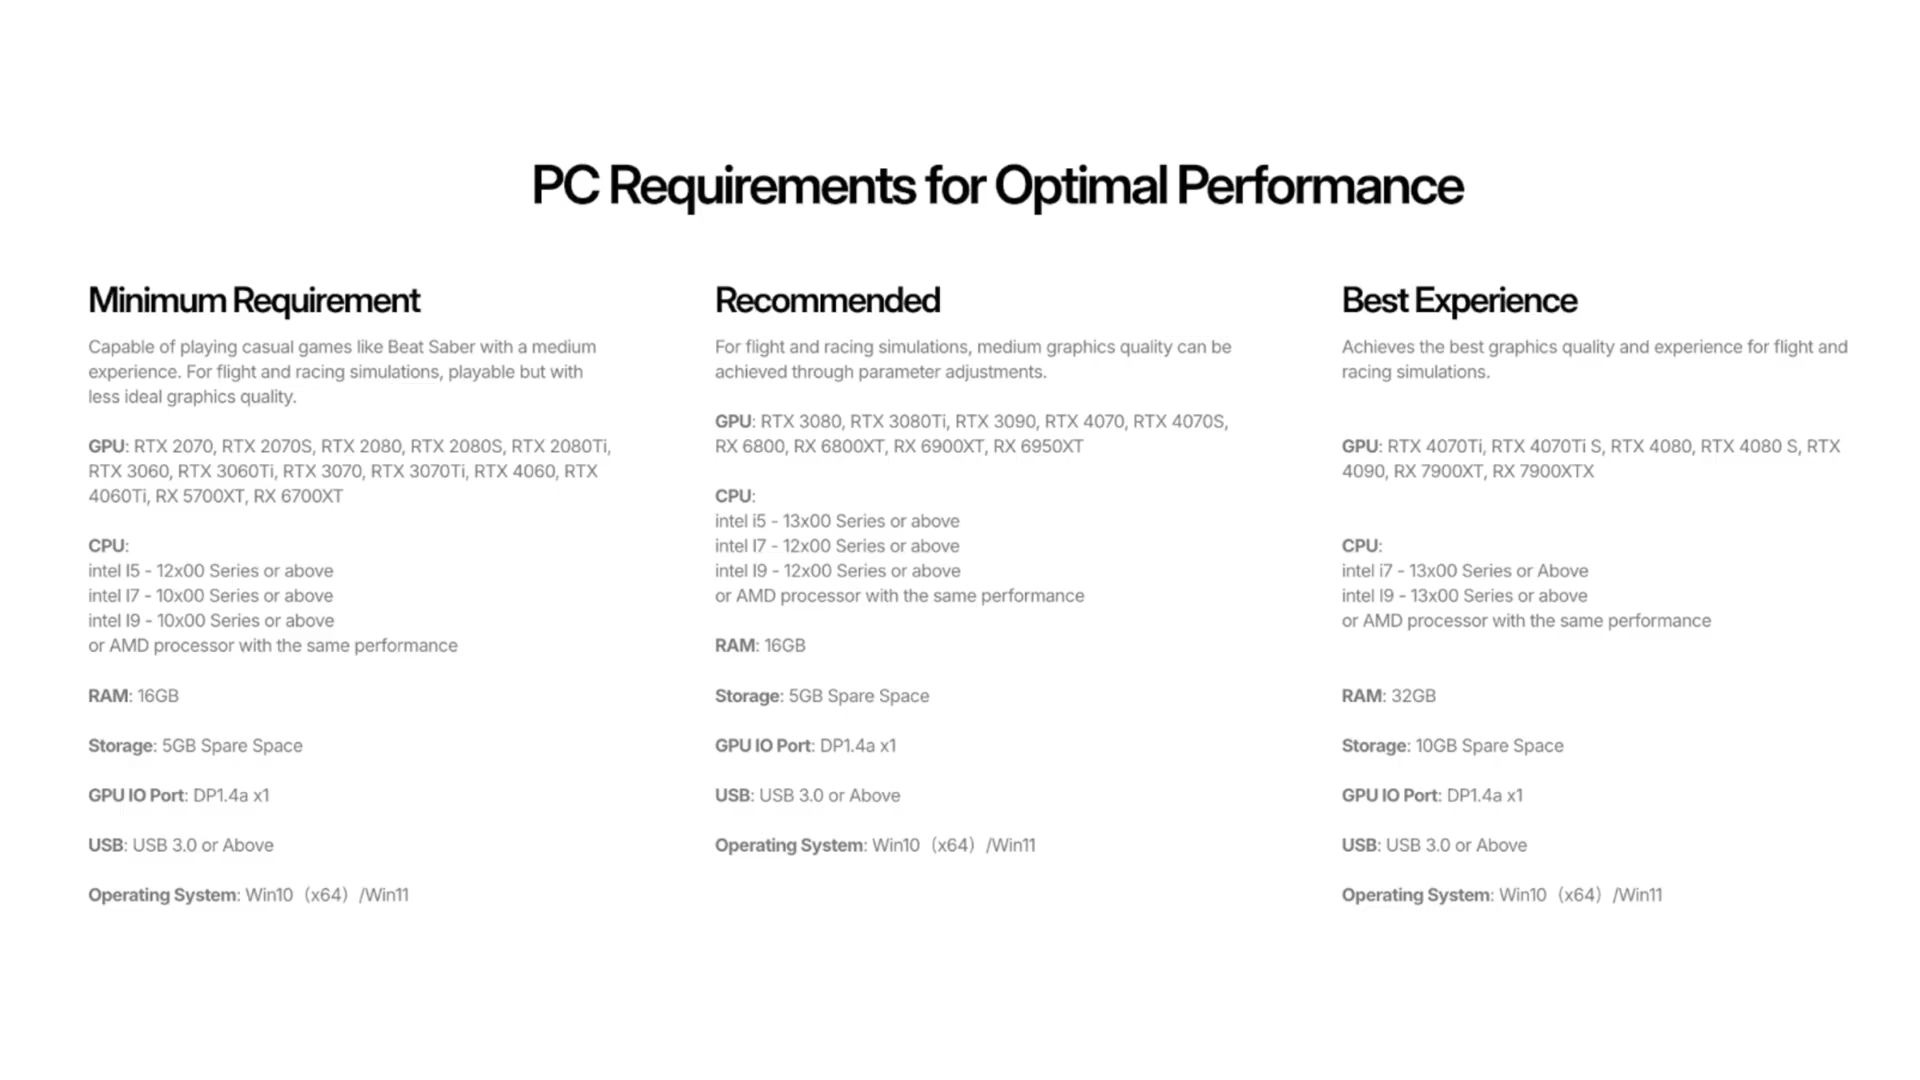 PC Requirements for Optimal Performance
Minimum Requirement
Capable of playing casual games like Beat Saber with a medium
experience. For flight and racing simulations, playable but with
less ideal graphics quality.
GPU: RTX 2070, RTX 2070S, RTX 2080, RTX 2080S, RTX 2080Ti,
RTX 3060, RTX 3060Ti, RTX 3070, RTX 3070Ti, RTX 4060, RTX
4060Ti, RX 5700XT, RX 6700XT
CPU:
intel I5 - 12x00 Series or above
intel I7 - 10x00 Series or above
intel I9 - 10x00 Series or above
or AMD processor with the same performance
RAM: 16GB
Storage: 5GB Spare Space
GPU IO Port: DP1.4a x1
USB: USB 3.0 or Above
Operating System: Win10（x64）/Win11
Recommended
For flight and racing simulations, medium graphics quality can be
achieved through parameter adjustments.
GPU: RTX 3080, RTX 3080Ti, RTX 3090, RTX 4070, RTX 4070S,
RX 6800, RX 6800XT, RX 6900XT, RX 6950XT
CPU:
intel i5 - 13x00 Series or above
intel I7 - 12x00 Series or above
intel I9 - 12x00 Series or above
or AMD processor with the same performance
RAM: 16GB
Storage: 5GB Spare Space
GPU IO Port: DP1.4a x1
USB: USB 3.0 or Above
Operating System: Win10（x64）/Win11
Best Experience
Achieves the best graphics quality and experience for flight and
racing simulations.
GPU: RTX 4070Ti, RTX 4070Ti S, RTX 4080, RTX 4080 S, RTX
4090, RX 7900XT, RX 7900XTX
CPU:
intel i7 - 13x00 Series or Above
intel I9 - 13x00 Series or above
or AMD processor with the same performance
RAM: 32GB
Storage: 10GB Spare Space
GPU IO Port: DP1.4a x1
USB: USB 3.0 or Above
Operating System: Win10（x64）/Win11